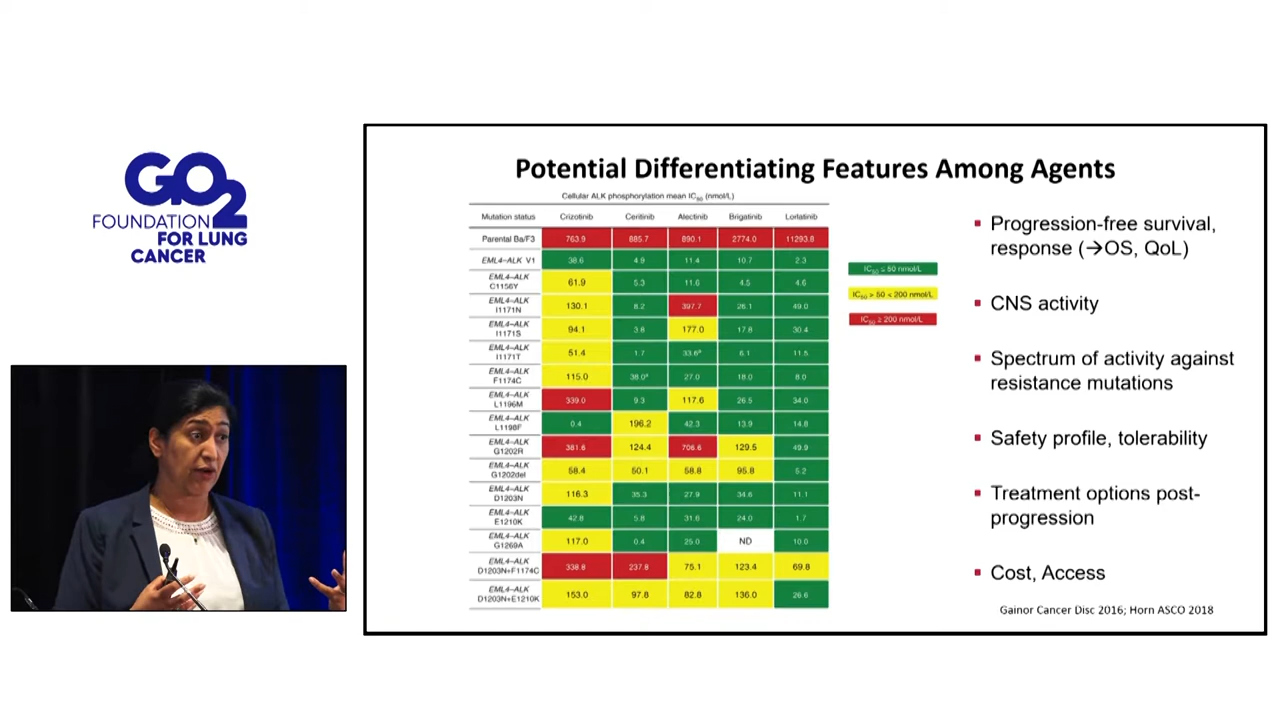 GO2
FOUNDATION
FOR LUNG
CANCER
Potential Differentiating Features Among Agents
Cellular ALK phosphorylation mean IC50 (nmol/L)
Mutation status Crizotinib Ceritinib Alectinib Brigatinib Lorlatinib
Parental Ba/F3 763.9 885.7 890.1 2774.0 11293.8
EML4–ALK V1 38.6 4.9 11.4 10.7 2.3
EML4–ALK
C1156Y 61.9 5.3 11.6 4.5 4.6
EML4–ALK
I1171N 130.1 8.2 397.7 26.1 49.0
EML4–ALK
I1171S 94.1 3.8 177.0 17.8 30.4
EML4–ALK
I1171T 51.4 1.7 33.6a 6.1 11.5
EML4–ALK
F1174C 115.0 38.0a 27.0 18.0 8.0
EML4–ALK
L1196M 339.0 9.3 117.6 26.5 34.0
EML4–ALK
L1198F 0.4 196.2 42.3 13.9 14.8
EML4–ALK
G1202R 381.6 124.4 706.6 129.5 49.9
EML4–ALK
G1202del 58.4 50.1 58.8 95.8 5.2
EML4–ALK
D1203N 116.3 35.3 27.9 34.6 11.1
EML4–ALK
E1210K 42.8 5.8 31.6 24.0 1.7
EML4–ALK
G1269A 117.0 0.4 25.0 ND 10.0
EML4–ALK
D1203N+F1174C 338.8 237.8 75.1 123.4 69.8
EML4–ALK
D1203N+E1210K 153.0 97.8 82.8 136.0 26.6
IC50 ≤ 50 nmol/L
IC50 > 50 < 200 nmol/L
IC50 ≥ 200 nmol/L
▪ Progression-free survival,
response (→OS, QoL)
▪ CNS activity
▪ Spectrum of activity against
resistance mutations
▪ Safety profile, tolerability
▪ Treatment options post-
progression
▪ Cost, Access
Gainor Cancer Disc 2016; Horn ASCO 2018